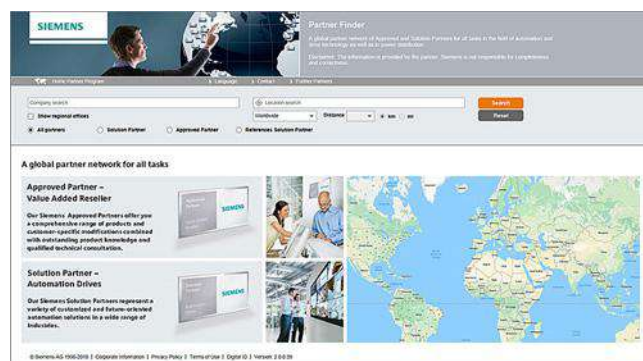 SIEMENS
Partner Finder
A global partner network of Approved and Solution Partners for all tasks in the field of automation and
drive technology as well as in power distribution.
Disclaimer: The information is provided by the partner. Siemens is not responsible for completeness
and correctness.
Home Partner Program
Language
Contact
Further Partners
Company search
Location search
Search
Show regional offices
Worldwide
Distance
km
mi
Reset
All partners
Solution Partner
Approved Partner
References Solution Partner
A global partner network for all tasks
Approved Partner –
Value Added Reseller
Our Siemens Approved Partners offer you
a comprehensive range of products and
customer-specific modifications combined
with outstanding product knowledge and
qualified technical consultation.
SIEMENS
Solution Partner –
Automation Drives
Our Siemens Solution Partners represent a
variety of customized and future-oriented
automation solutions in a wide range of
Industries.
SIEMENS
© Siemens AG 1996-2018 | Corporate Information | Privacy Policy | Terms of Use | Digital ID | Version: 2.0.0.39